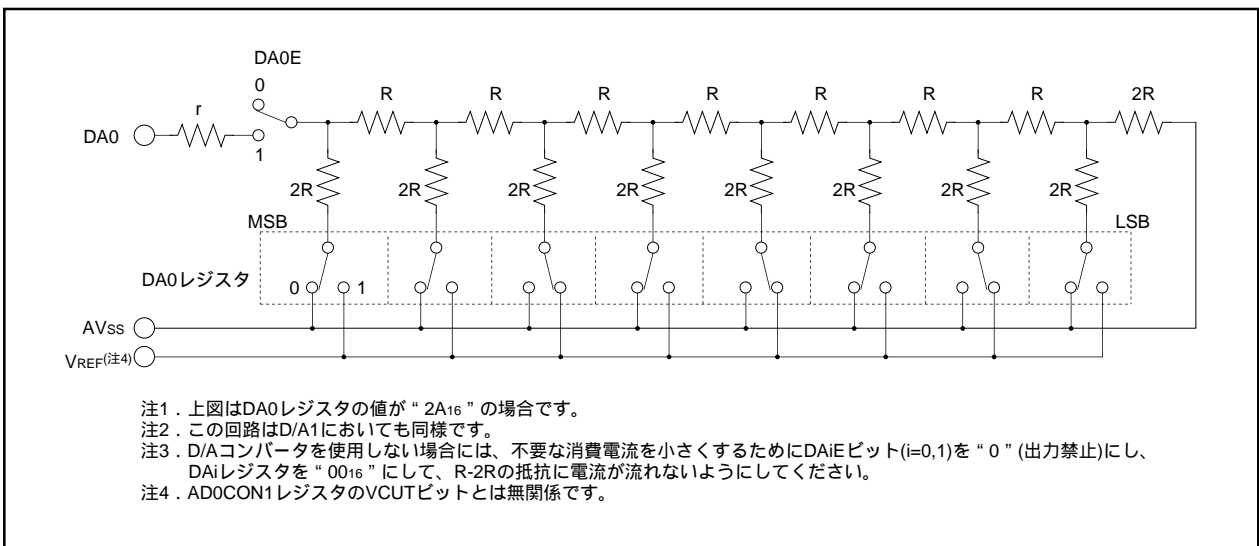 DA0E
0
R R R R R R R 2R
r
DA0
1
2R 2R 2R 2R 2R 2R 2R 2R
MSB LSB
DA0レジスタ
0 1
AVSS
VREF(注4)
注1．上図はDA0レジスタの値が“2A16”の場合です。
注2．この回路はD/A1においても同様です。
注3．D/Aコンバータを使用しない場合には、不要な消費電流を小さくするためにDAiEビット(i=0,1)を“0”(出力禁止)にし、
DAiレジスタを“0016”にして、R-2Rの抵抗に電流が流れないようにしてください。
注4．AD0CON1レジスタのVCUTビットとは無関係です。